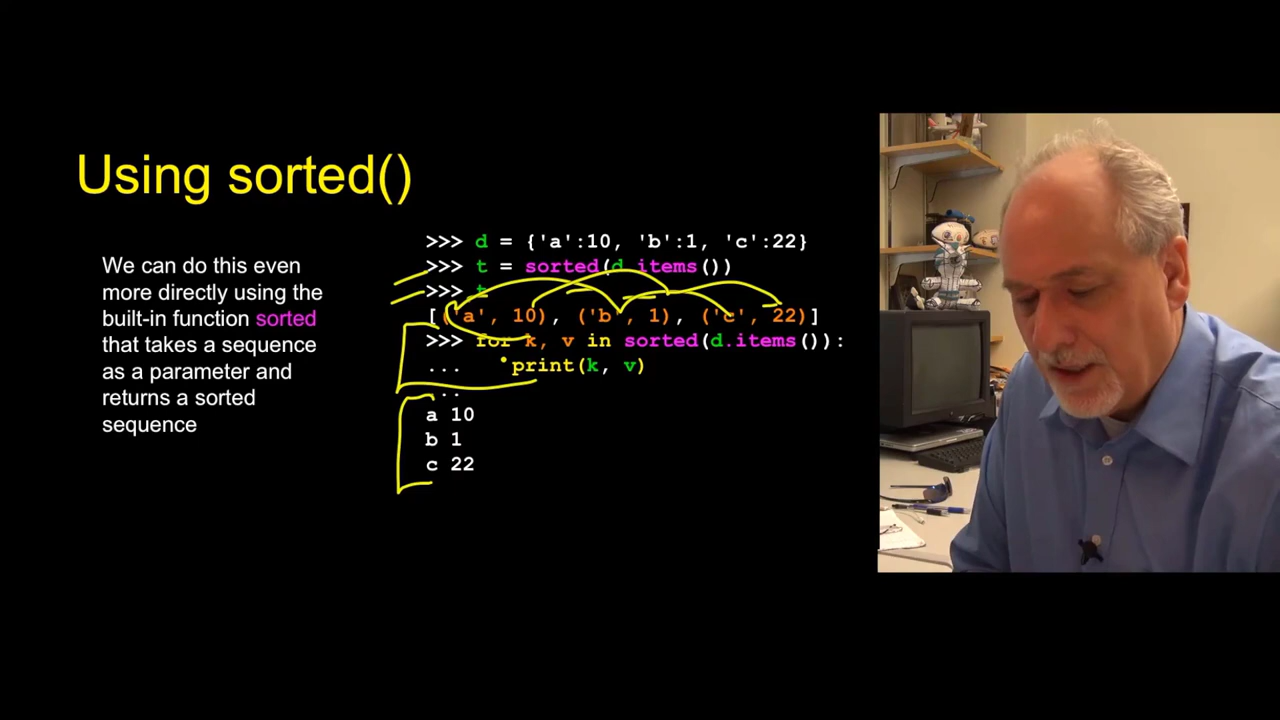 Using sorted()
We can do this even
more directly using the
built-in function sorted
that takes a sequence
as a parameter and
returns a sorted
sequence
>>> d = {'a':10, 'b':1, 'c':22}
>>> t = sorted(d.items())
>>> t
[('a', 10), ('b', 1), ('c', 22)]
>>> for k, v in sorted(d.items()):
...     print(k, v)
...
a 10
b 1
c 22